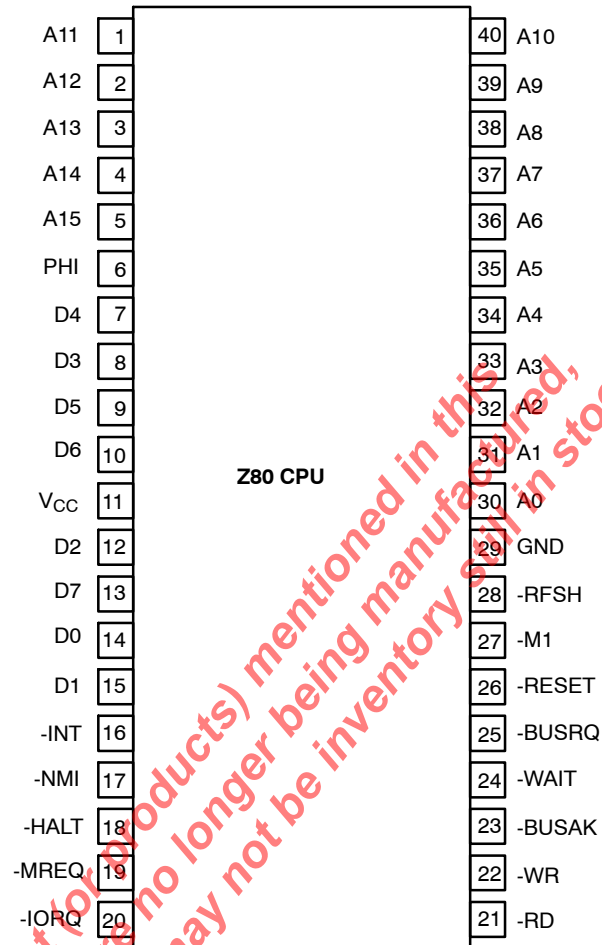 A11 1 40 A10
A12 2 39 A9
A13 3 38 A8
A14 4 37 A7
A15 5 36 A6
PHI 6 35 A5
D4 7 34 A4
D3 8 33 A3
D5 9 32 A2
D6 10 31 A1
Z80 CPU
VCC 11 30 A0
D2 12 29 GND
D7 13 28 -RFSH
D0 14 27 -M1
D1 15 26 -RESET
-INT 16 25 -BUSRQ
-NMI 17 24 -WAIT
-HALT 18 23 -BUSAK
-MREQ 19 22 -WR
-IORQ 20 21 -RD
(or products) mentioned in this
no longer being manufactured,
may not be inventory still in